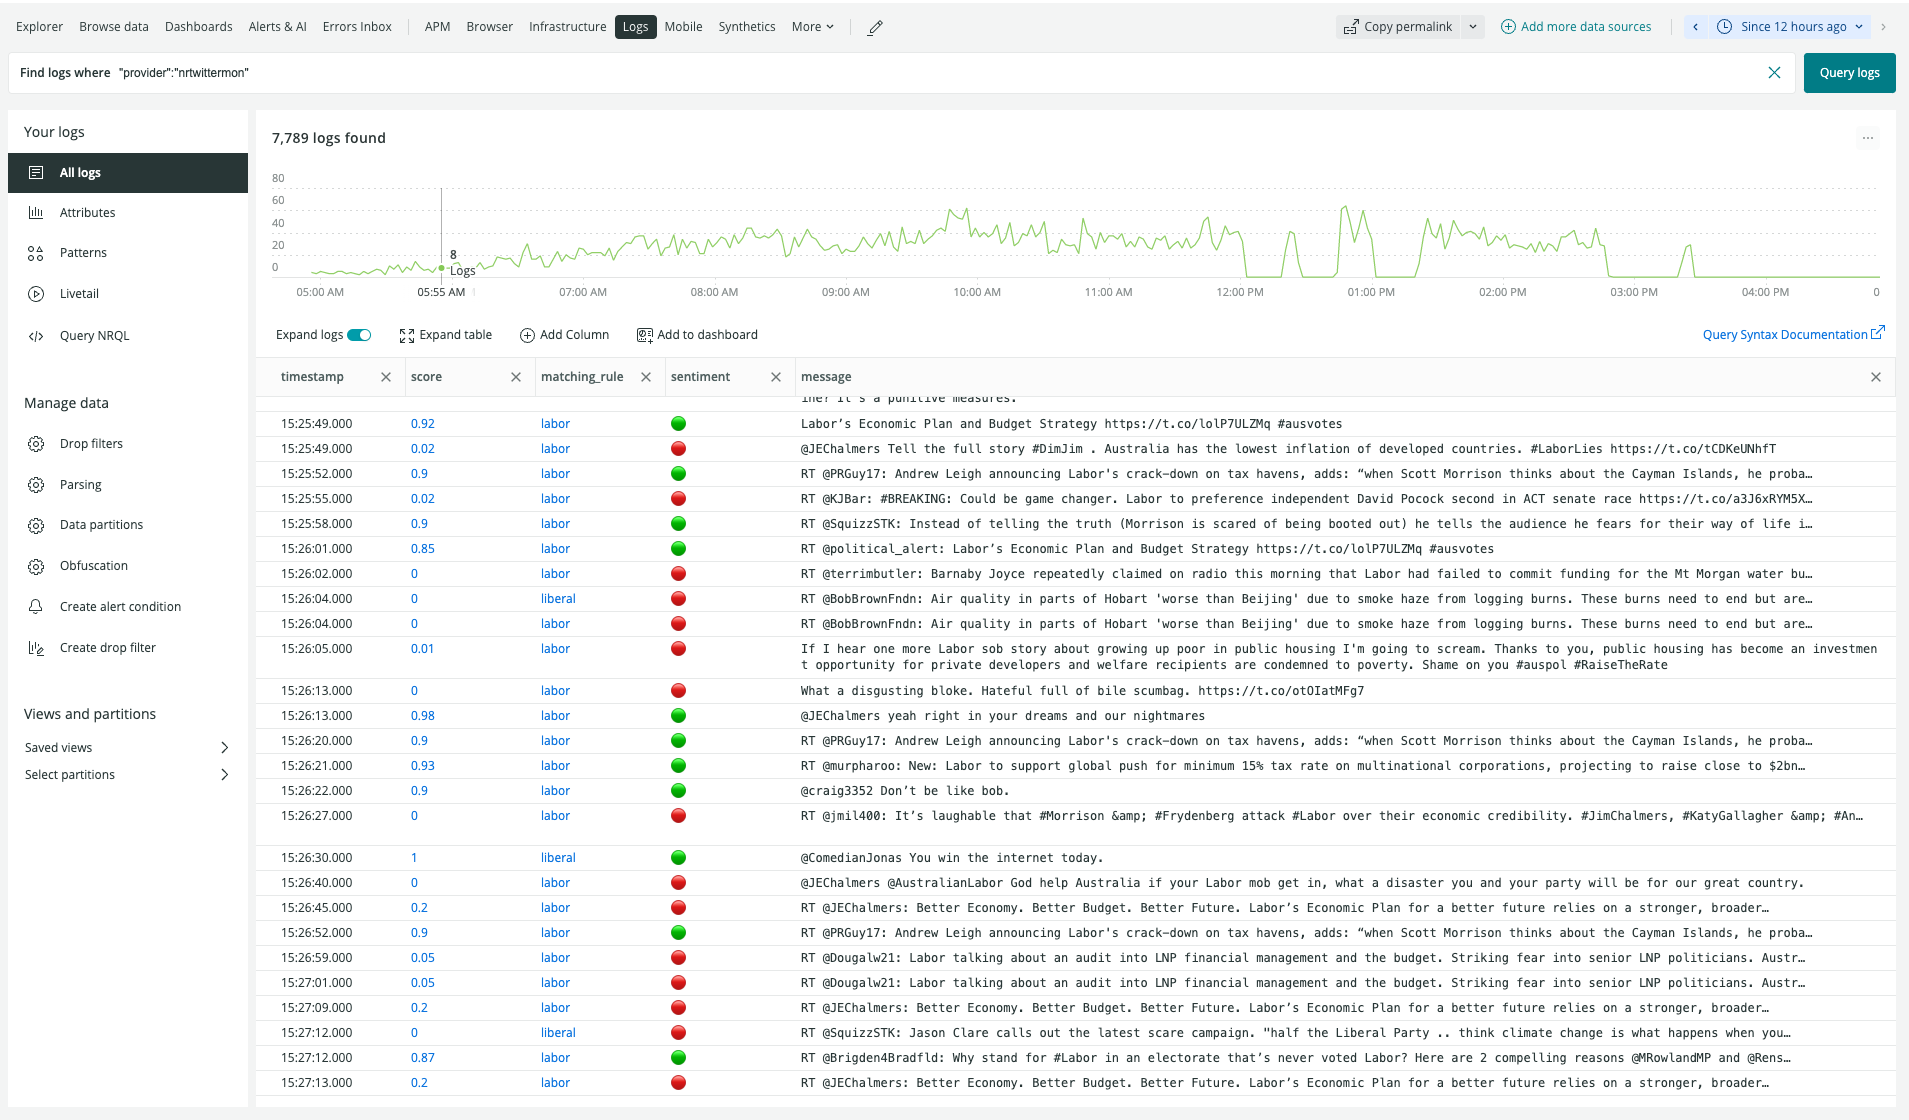 Explorer Browse data Dashboards Alerts & AI Errors Inbox APM Browser Infrastructure Logs Mobile Synthetics More Copy permalink Add more data sources Since 12 hours ago
Find logs where "provider":"nrtwittermon" Query logs
Your logs
All logs
Attributes
Patterns
Livetail
Query NRQL
Manage data
Drop filters
Parsing
Data partitions
Obfuscation
Create alert condition
Create drop filter
Views and partitions
Saved views
Select partitions
7,789 logs found
80
60
40
20
0
8
Logs
05:00 AM 05:55 AM 07:00 AM 08:00 AM 09:00 AM 10:00 AM 11:00 AM 12:00 PM 01:00 PM 02:00 PM 03:00 PM 04:00 PM 0
Expand logs Expand table Add Column Add to dashboard Query Syntax Documentation
timestamp score matching_rule sentiment message
ine? it's a punitive measures.
15:25:49.000 0.92 labor Labor’s Economic Plan and Budget Strategy https://t.co/lolP7ULZMq #ausvotes
15:25:49.000 0.02 labor @JEChalmers Tell the full story #DimJim . Australia has the lowest inflation of developed countries. #LaborLies https://t.co/tCDKeUNhfT
15:25:52.000 0.9 labor RT @PRGuy17: Andrew Leigh announcing Labor's crack-down on tax havens, adds: “when Scott Morrison thinks about the Cayman Islands, he proba…
15:25:55.000 0.02 labor RT @KJBar: #BREAKING: Could be game changer. Labor to preference independent David Pocock second in ACT senate race https://t.co/a3J6xRYM5X…
15:25:58.000 0.9 labor RT @SquizzSTK: Instead of telling the truth (Morrison is scared of being booted out) he tells the audience he fears for their way of life i…
15:26:01.000 0.85 labor RT @political_alert: Labor’s Economic Plan and Budget Strategy https://t.co/lolP7ULZMq #ausvotes
15:26:02.000 0 labor RT @terrimbutler: Barnaby Joyce repeatedly claimed on radio this morning that Labor had failed to commit funding for the Mt Morgan water bu…
15:26:04.000 0 liberal RT @BobBrownFndn: Air quality in parts of Hobart 'worse than Beijing' due to smoke haze from logging burns. These burns need to end but are…
15:26:04.000 0 labor RT @BobBrownFndn: Air quality in parts of Hobart 'worse than Beijing' due to smoke haze from logging burns. These burns need to end but are…
15:26:05.000 0.01 labor If I hear one more Labor sob story about growing up poor in public housing I'm going to scream. Thanks to you, public housing has become an investmen
t opportunity for private developers and welfare recipients are condemned to poverty. Shame on you #auspol #RaiseTheRate
15:26:13.000 0 labor What a disgusting bloke. Hateful full of bile scumbag. https://t.co/otOIatMFg7
15:26:13.000 0.98 labor @JEChalmers yeah right in your dreams and our nightmares
15:26:20.000 0.9 labor RT @PRGuy17: Andrew Leigh announcing Labor's crack-down on tax havens, adds: “when Scott Morrison thinks about the Cayman Islands, he proba…
15:26:21.000 0.93 labor RT @murpharoo: New: Labor to support global push for minimum 15% tax rate on multinational corporations, projecting to raise close to $2bn…
15:26:22.000 0.9 labor @craig3352 Don’t be like bob.
15:26:27.000 0 labor RT @jmil400: It’s laughable that #Morrison &amp; #Frydenberg attack #Labor over their economic credibility. #JimChalmers, #KatyGallagher &amp; #An…
15:26:30.000 1 liberal @ComedianJonas You win the internet today.
15:26:40.000 0 labor @JEChalmers @AustralianLabor God help Australia if your Labor mob get in, what a disaster you and your party will be for our great country.
15:26:45.000 0.2 labor RT @JEChalmers: Better Economy. Better Budget. Better Future. Labor’s Economic Plan for a better future relies on a stronger, broader…
15:26:52.000 0.9 labor RT @PRGuy17: Andrew Leigh announcing Labor's crack-down on tax havens, adds: “when Scott Morrison thinks about the Cayman Islands, he proba…
15:26:59.000 0.05 labor RT @Dougalw21: Labor talking about an audit into LNP financial management and the budget. Striking fear into senior LNP politicians. Austr…
15:27:01.000 0.05 labor RT @Dougalw21: Labor talking about an audit into LNP financial management and the budget. Striking fear into senior LNP politicians. Austr…
15:27:09.000 0.2 labor RT @JEChalmers: Better Economy. Better Budget. Better Future. Labor’s Economic Plan for a better future relies on a stronger, broader…
15:27:12.000 0 liberal RT @SquizzSTK: Jason Clare calls out the latest scare campaign. "half the Liberal Party .. think climate change is what happens when you…
15:27:12.000 0.87 labor RT @Brigden4Bradfld: Why stand for #Labor in an electorate that’s never voted Labor? Here are 2 compelling reasons @MRowlandMP and @Rens…
15:27:13.000 0.2 labor RT @JEChalmers: Better Economy. Better Budget. Better Future. Labor’s Economic Plan for a better future relies on a stronger, broader…